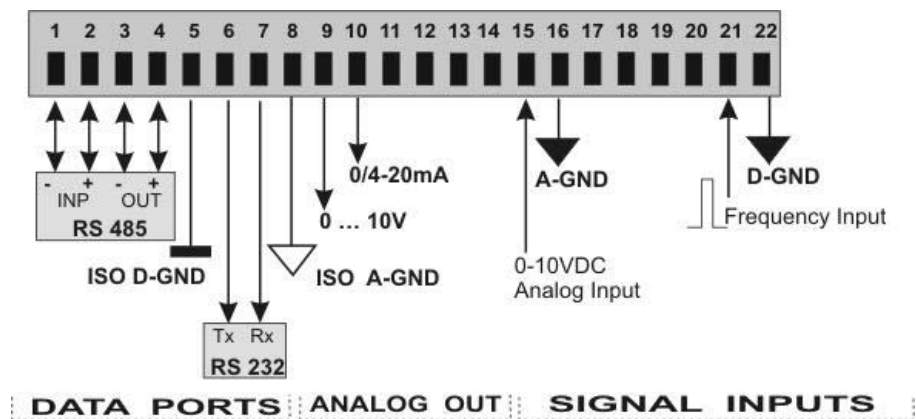 1 2 3 4 5 6 7 8 9 10 11 12 13 14 15 16 17 18 19 20 21 22
- + - +
INP OUT
RS 485
0/4-20mA
A-GND
D-GND
0 ... 10V
Frequency Input
ISO D-GND
ISO A-GND
0-10VDC
Analog Input
Tx Rx
RS 232
DATA PORTS ANALOG OUT SIGNAL INPUTS